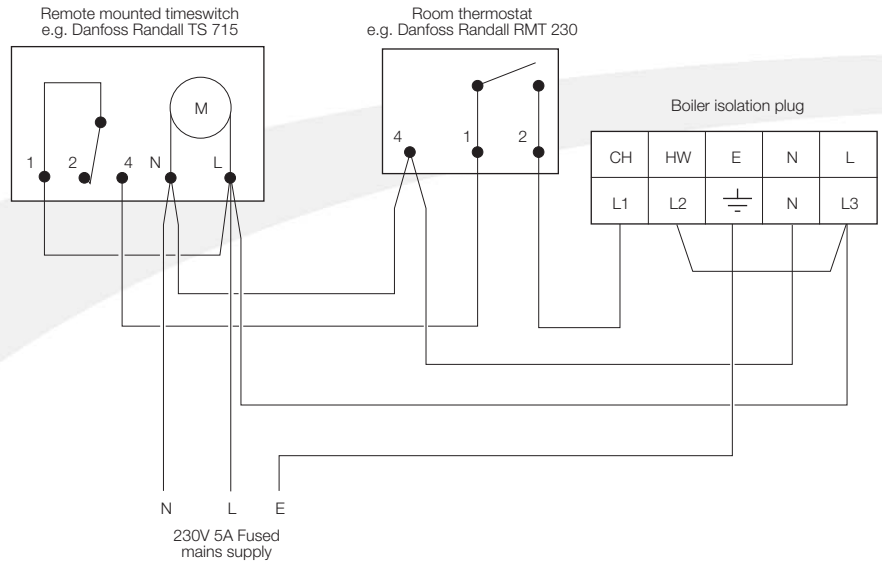 Remote mounted timeswitch
e.g. Danfoss Randall TS 715
Room thermostat
e.g. Danfoss Randall RMT 230
Boiler isolation plug
M
1 2 4 N L
4 1 2
CH HW E N L
L1 L2 N L3
N L E
230V 5A Fused
mains supply